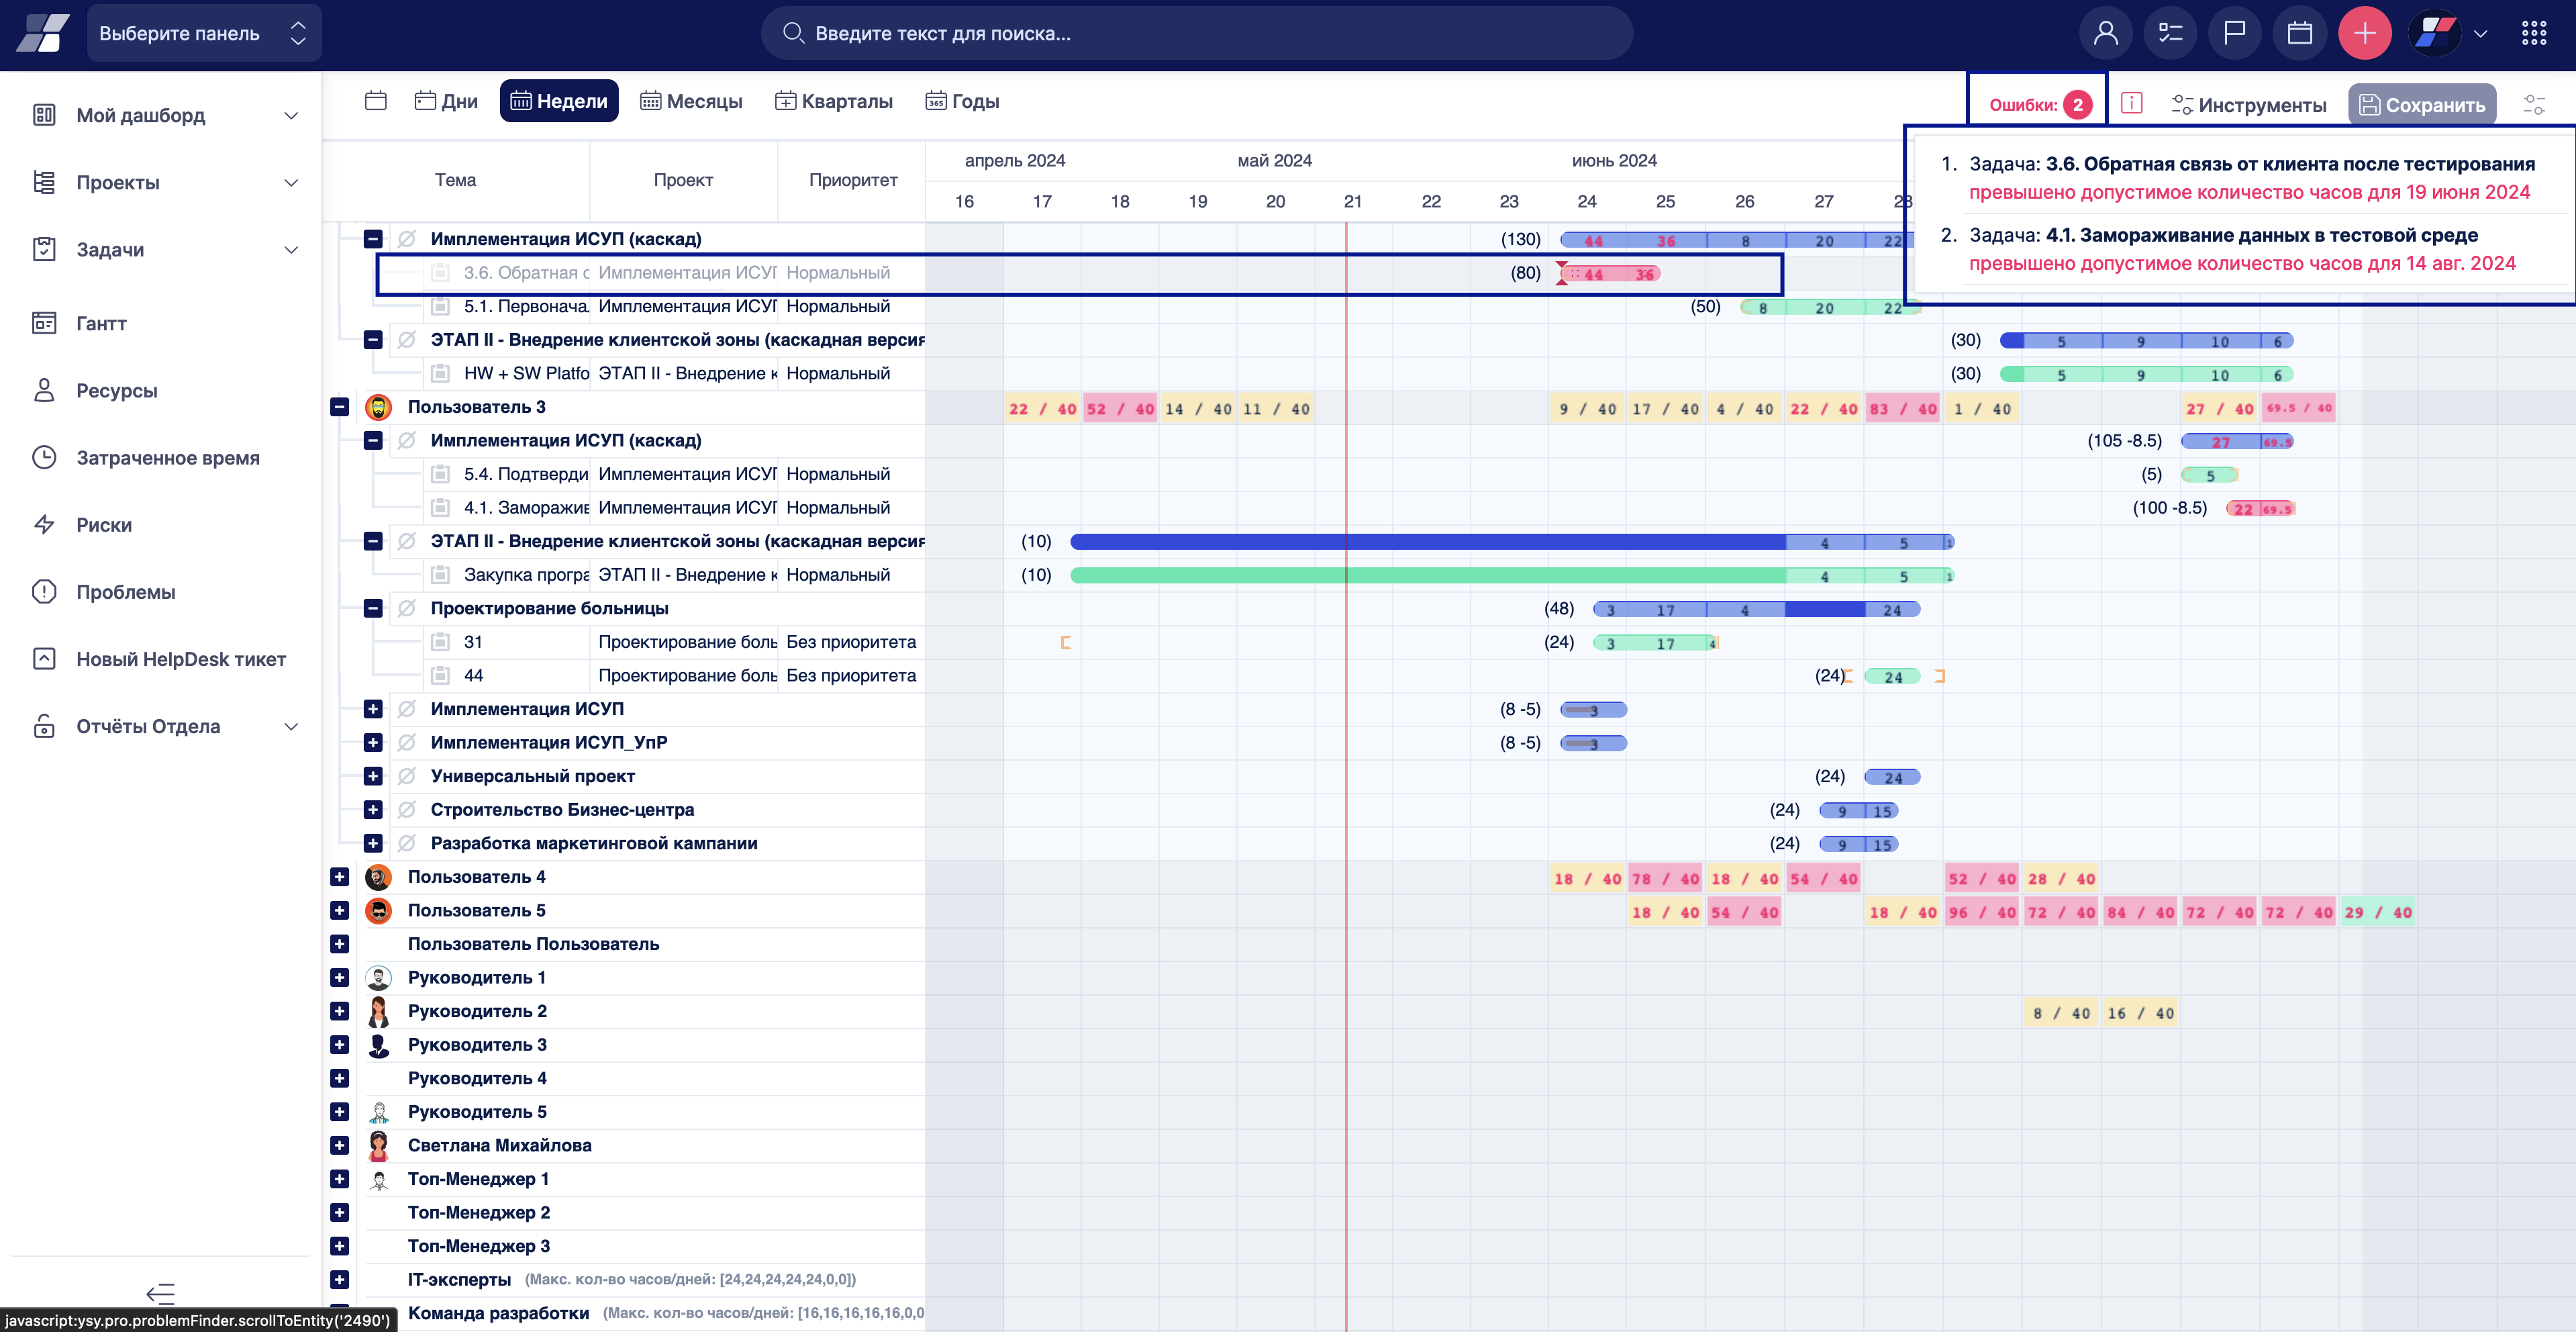 Выберите панель
Введите текст для поиска...
Мой дашборд
Проекты
Задачи
Гантт
Ресурсы
Затраченное время
Риски
Проблемы
Новый HelpDesk тикет
Отчёты Отдела
Дни Недели Месяцы Кварталы 365 Годы
Ошибки: 2 Инструменты Сохранить
1. Задача: 3.6. Обратная связь от клиента после тестирования
превышено допустимое количество часов для 19 июня 2024
2. Задача: 4.1. Замораживание данных в тестовой среде
превышено допустимое количество часов для 14 авг. 2024
Тема Проект Приоритет
апрель 2024 май 2024 июнь 2024
16 17 18 19 20 21 22 23 24 25 26 27 28
Имплементация ИСУП (каскад) (130) 44 36 8 20 22
3.6. Обратная с Имплементация ИСУГ Нормальный (80) 44 36
5.1. Первонача Имплементация ИСУГ Нормальный (50) 8 20 22
ЭТАП II - Внедрение клиентской зоны (каскадная версия (30) 5 9 10 6
HW + SW Platfo ЭТАП II - Внедрение к Нормальный (30) 5 9 10 6
Пользователь 3 22 / 40 52 / 40 14 / 40 11 / 40 9 / 40 17 / 40 4 / 40 22 / 40 83 / 40 1 / 40 27 / 40 69.5 / 40
Имплементация ИСУП (каскад) (105 -8.5) 27 69.5
5.4. Подтверди Имплементация ИСУГ Нормальный (5) 5
4.1. Заморажив Имплементация ИСУГ Нормальный (100 -8.5) 22 69.5
ЭТАП II - Внедрение клиентской зоны (каскадная версия (10) 4 5 1
Закупка програ ЭТАП II - Внедрение к Нормальный (10) 4 5 1
Проектирование больницы (48) 3 17 4 24
31 Проектирование боль Без приоритета (24) 3 17 4
44 Проектирование боль Без приоритета (24) 24
Имплементация ИСУП (8 -5) 3
Имплементация ИСУП_УпР (8 -5) 3
Универсальный проект (24) 24
Строительство Бизнес-центра (24) 9 15
Разработка маркетинговой кампании (24) 9 15
Пользователь 4 18 / 40 78 / 40 18 / 40 54 / 40 52 / 40 28 / 40
Пользователь 5 18 / 40 54 / 40 18 / 40 96 / 40 72 / 40 84 / 40 72 / 40 72 / 40 29 / 40
Пользователь Пользователь
Руководитель 1
Руководитель 2 8 / 40 16 / 40
Руководитель 3
Руководитель 4
Руководитель 5
Светлана Михайлова
Топ-Менеджер 1
Топ-Менеджер 2
Топ-Менеджер 3
IT-эксперты (Макс. кол-во часов/дней: [24,24,24,24,24,0,0])
Команда разработки (Макс. кол-во часов/дней: [16,16,16,16,16,0,0
javascript:ysy.pro.problemFinder.scrollToEntity('2490')